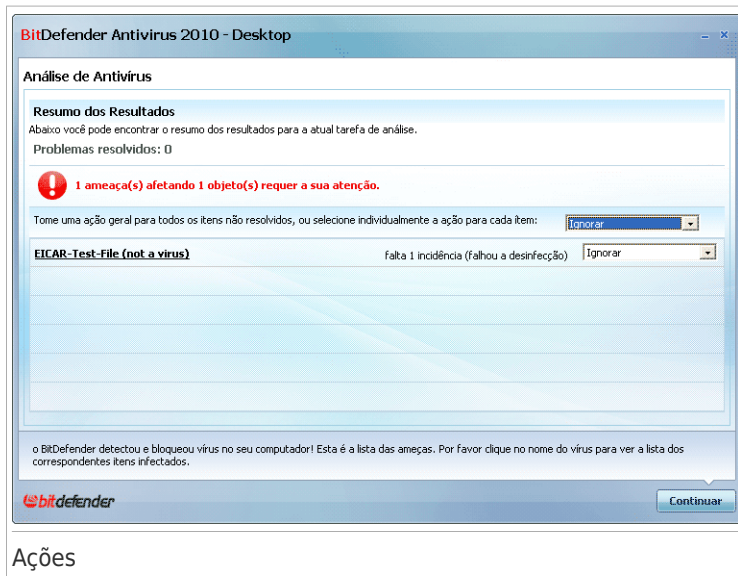 BitDefender Antivirus 2010 - Desktop
Análise de Antivírus
Resumo dos Resultados
Abaixo você pode encontrar o resumo dos resultados para a atual tarefa de análise.
Problemas resolvidos: 0
1 ameaça(s) afetando 1 objeto(s) requer a sua atenção.
Tome uma ação geral para todos os itens não resolvidos, ou selecione individualmente a ação para cada ítem: Ignorar
EICAR-Test-File (not a virus) falta 1 incidência (falhou a desinfecção) Ignorar
o BitDefender detectou e bloqueou vírus no seu computador! Esta é a lista das ameças. Por favor clique no nome do vírus para ver a lista dos
correspondentes itens infectados.
bitdefender Continuar
Ações